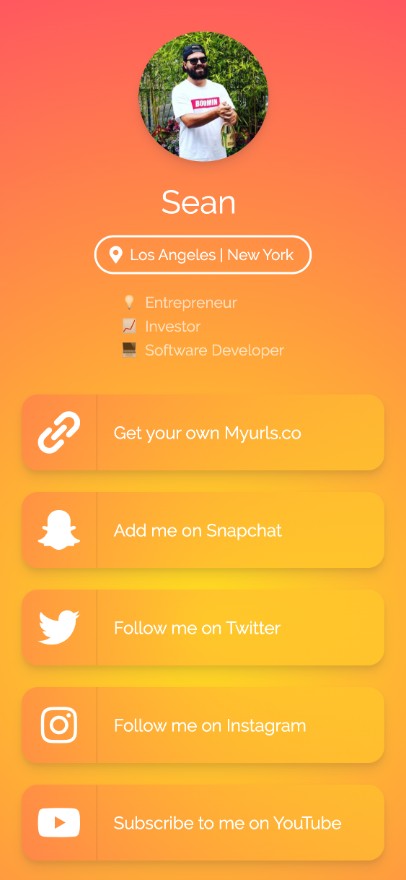 Sean
Los Angeles | New York
Entrepreneur
Investor
Software Developer
Get your own Myurls.co
Add me on Snapchat
Follow me on Twitter
Follow me on Instagram
Subscribe to me on YouTube